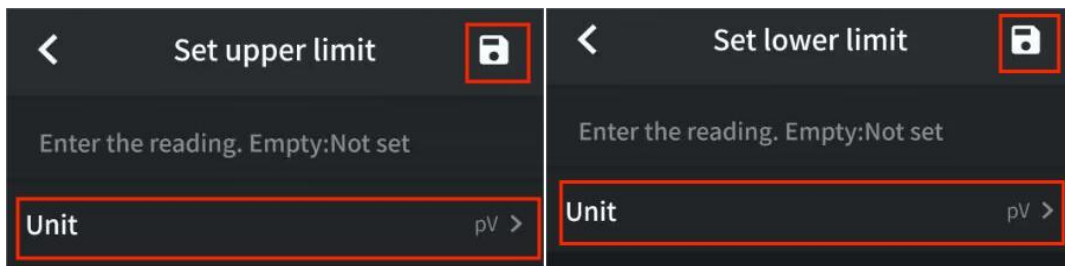 Set upper limit
Enter the reading. Empty:Not set
Unit pV
Set lower limit
Enter the reading. Empty:Not set
Unit pV